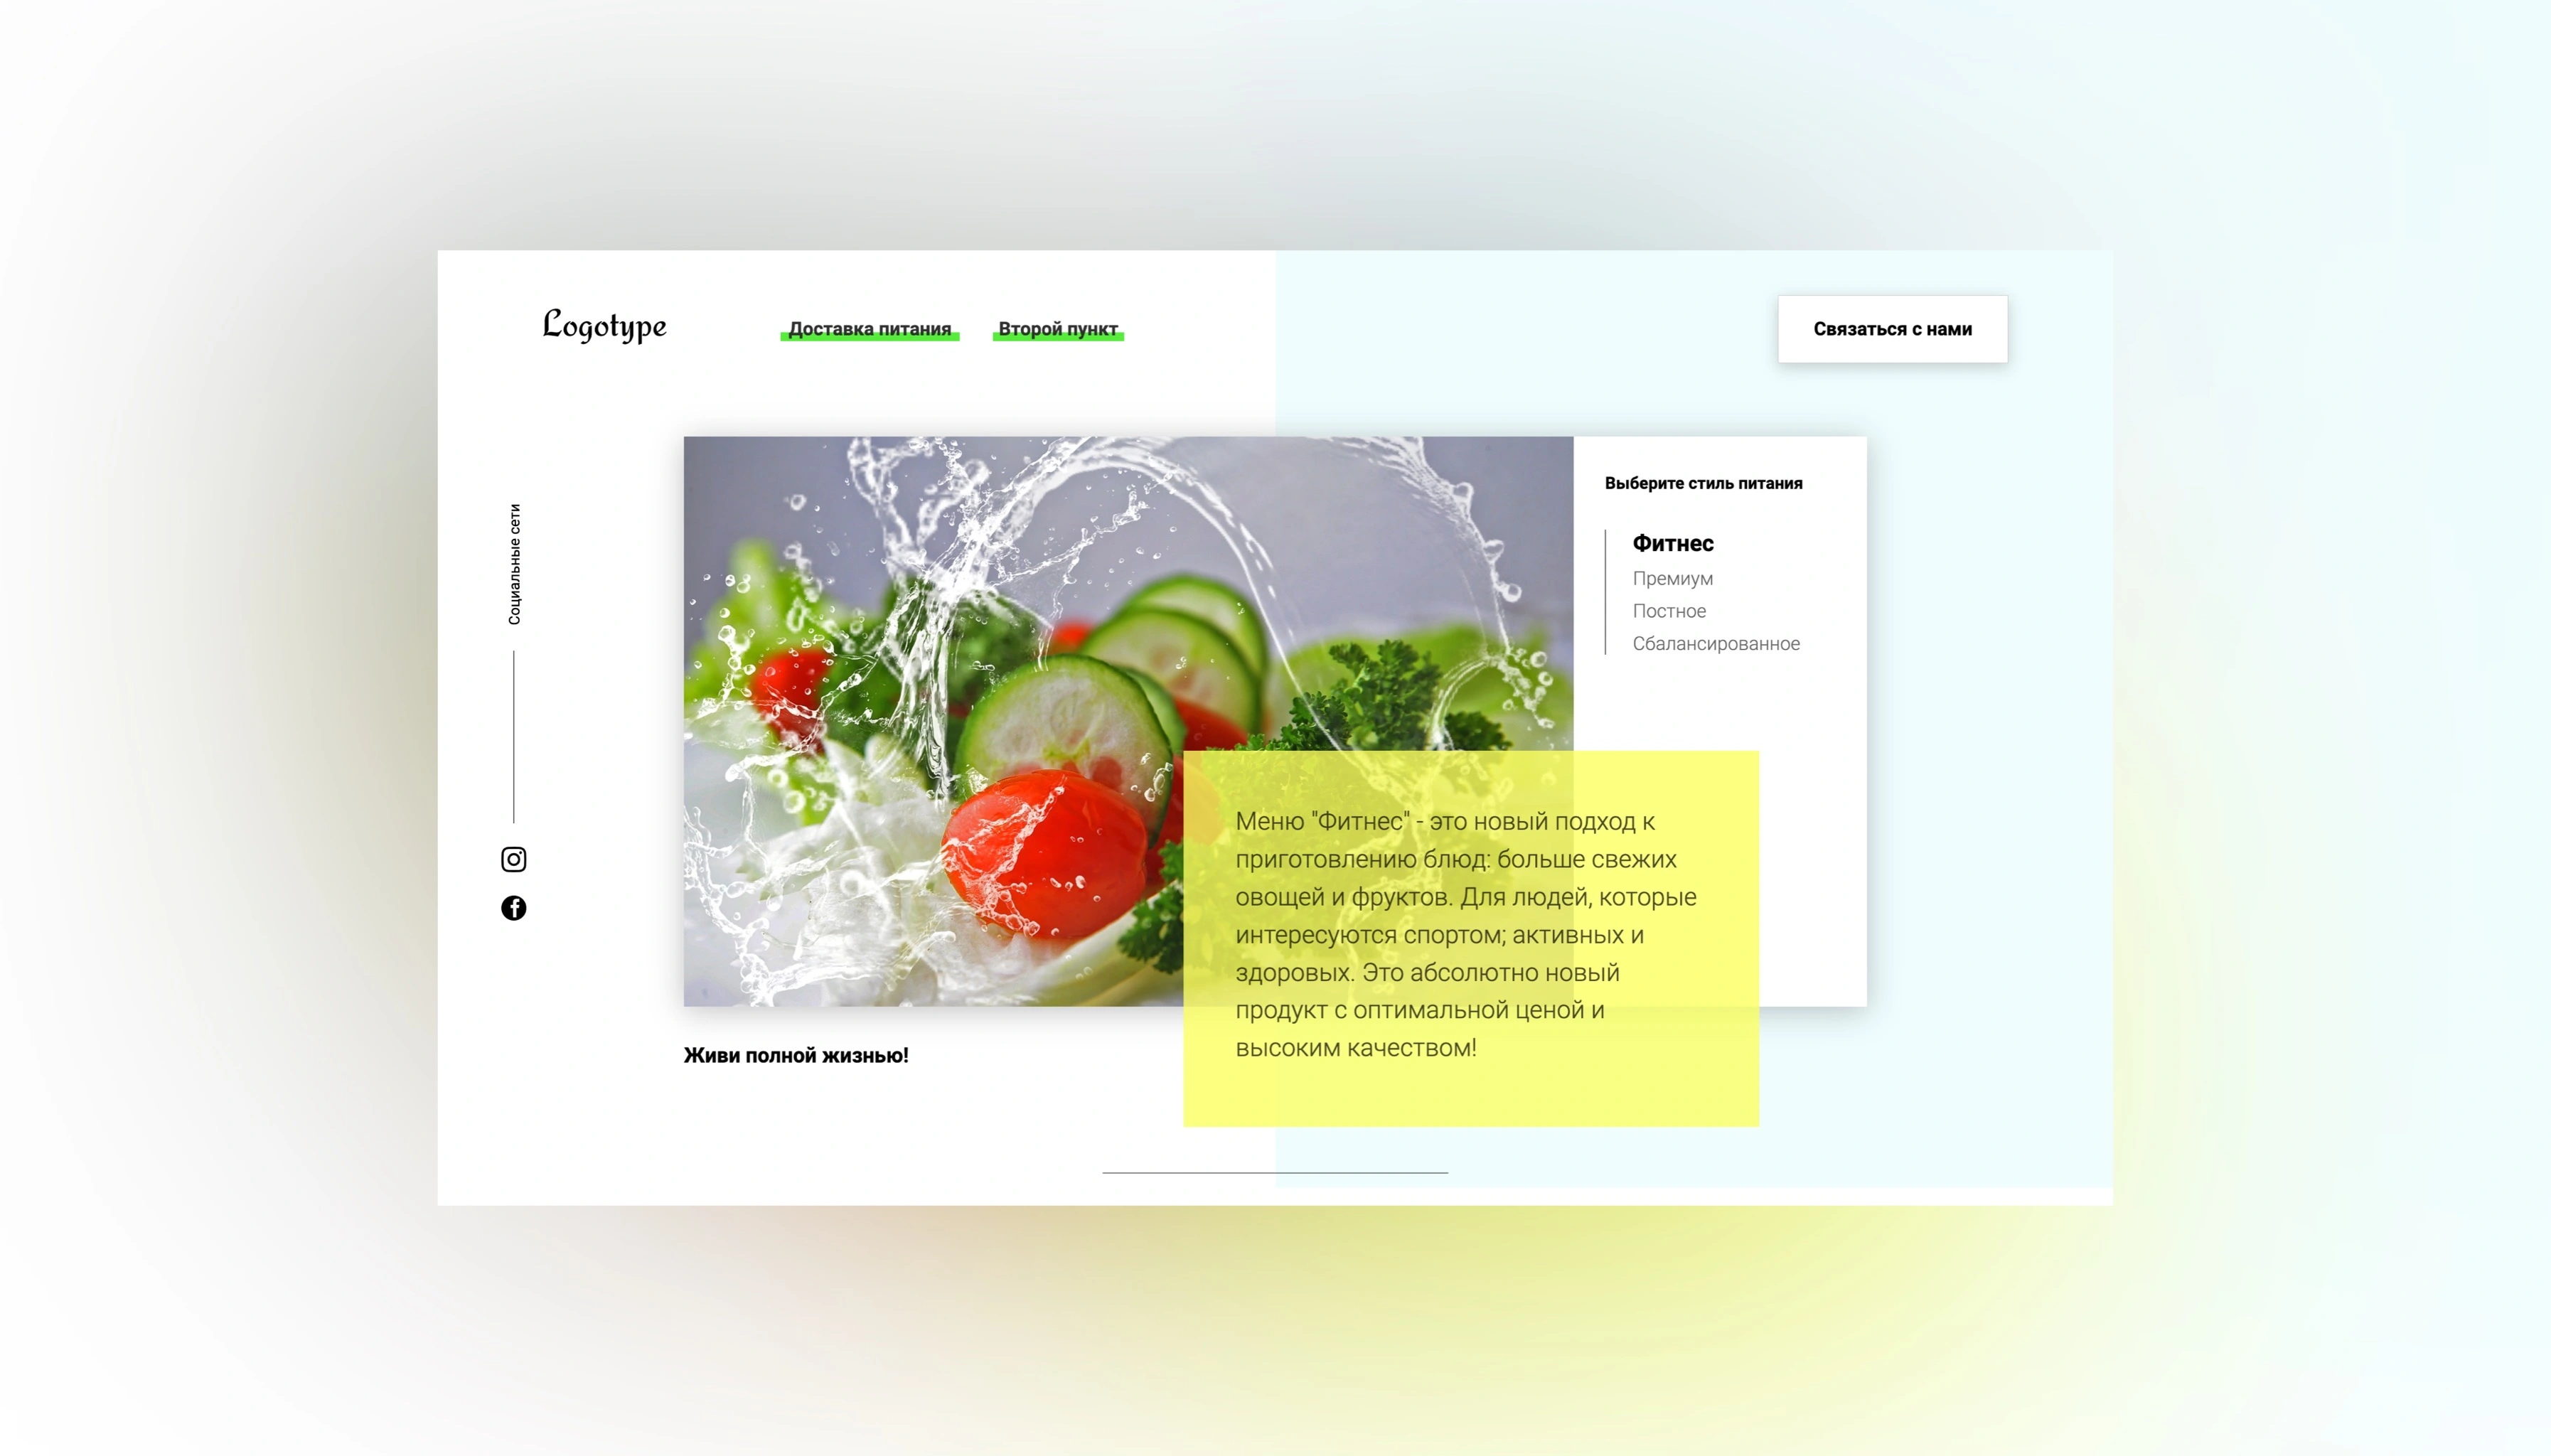 Logotype
Доставка питания
Второй пункт
Связаться с нами
Социальные сети
Выберите стиль питания
Фитнес
Премиум
Постное
Сбалансированное
Меню "Фитнес" - это новый подход к
приготовлению блюд: больше свежих
овощей и фруктов. Для людей, которые
интересуются спортом; активных и
здоровых. Это абсолютно новый
продукт с оптимальной ценой и
высоким качеством!
Живи полной жизнью!